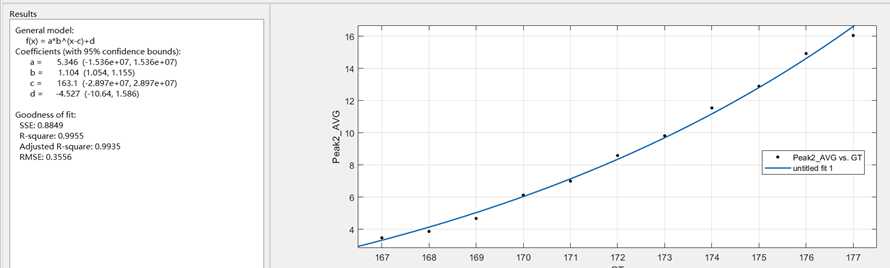 Results
General model:
f(x) = a*b^(x-c)+d
Coefficients (with 95% confidence bounds):
a = 5.346 (-1.536e+07, 1.536e+07)
b = 1.104 (1.054, 1.155)
c = 163.1 (-2.897e+07, 2.897e+07)
d = -4.527 (-10.64, 1.586)
Goodness of fit:
SSE: 0.8849
R-square: 0.9955
Adjusted R-square: 0.9935
RMSE: 0.3556
Peak2_AVG
16
14
12
10
8
6
4
Peak2_AVG vs. GT
untitled fit 1
167 168 169 170 171 172 173 174 175 176 177